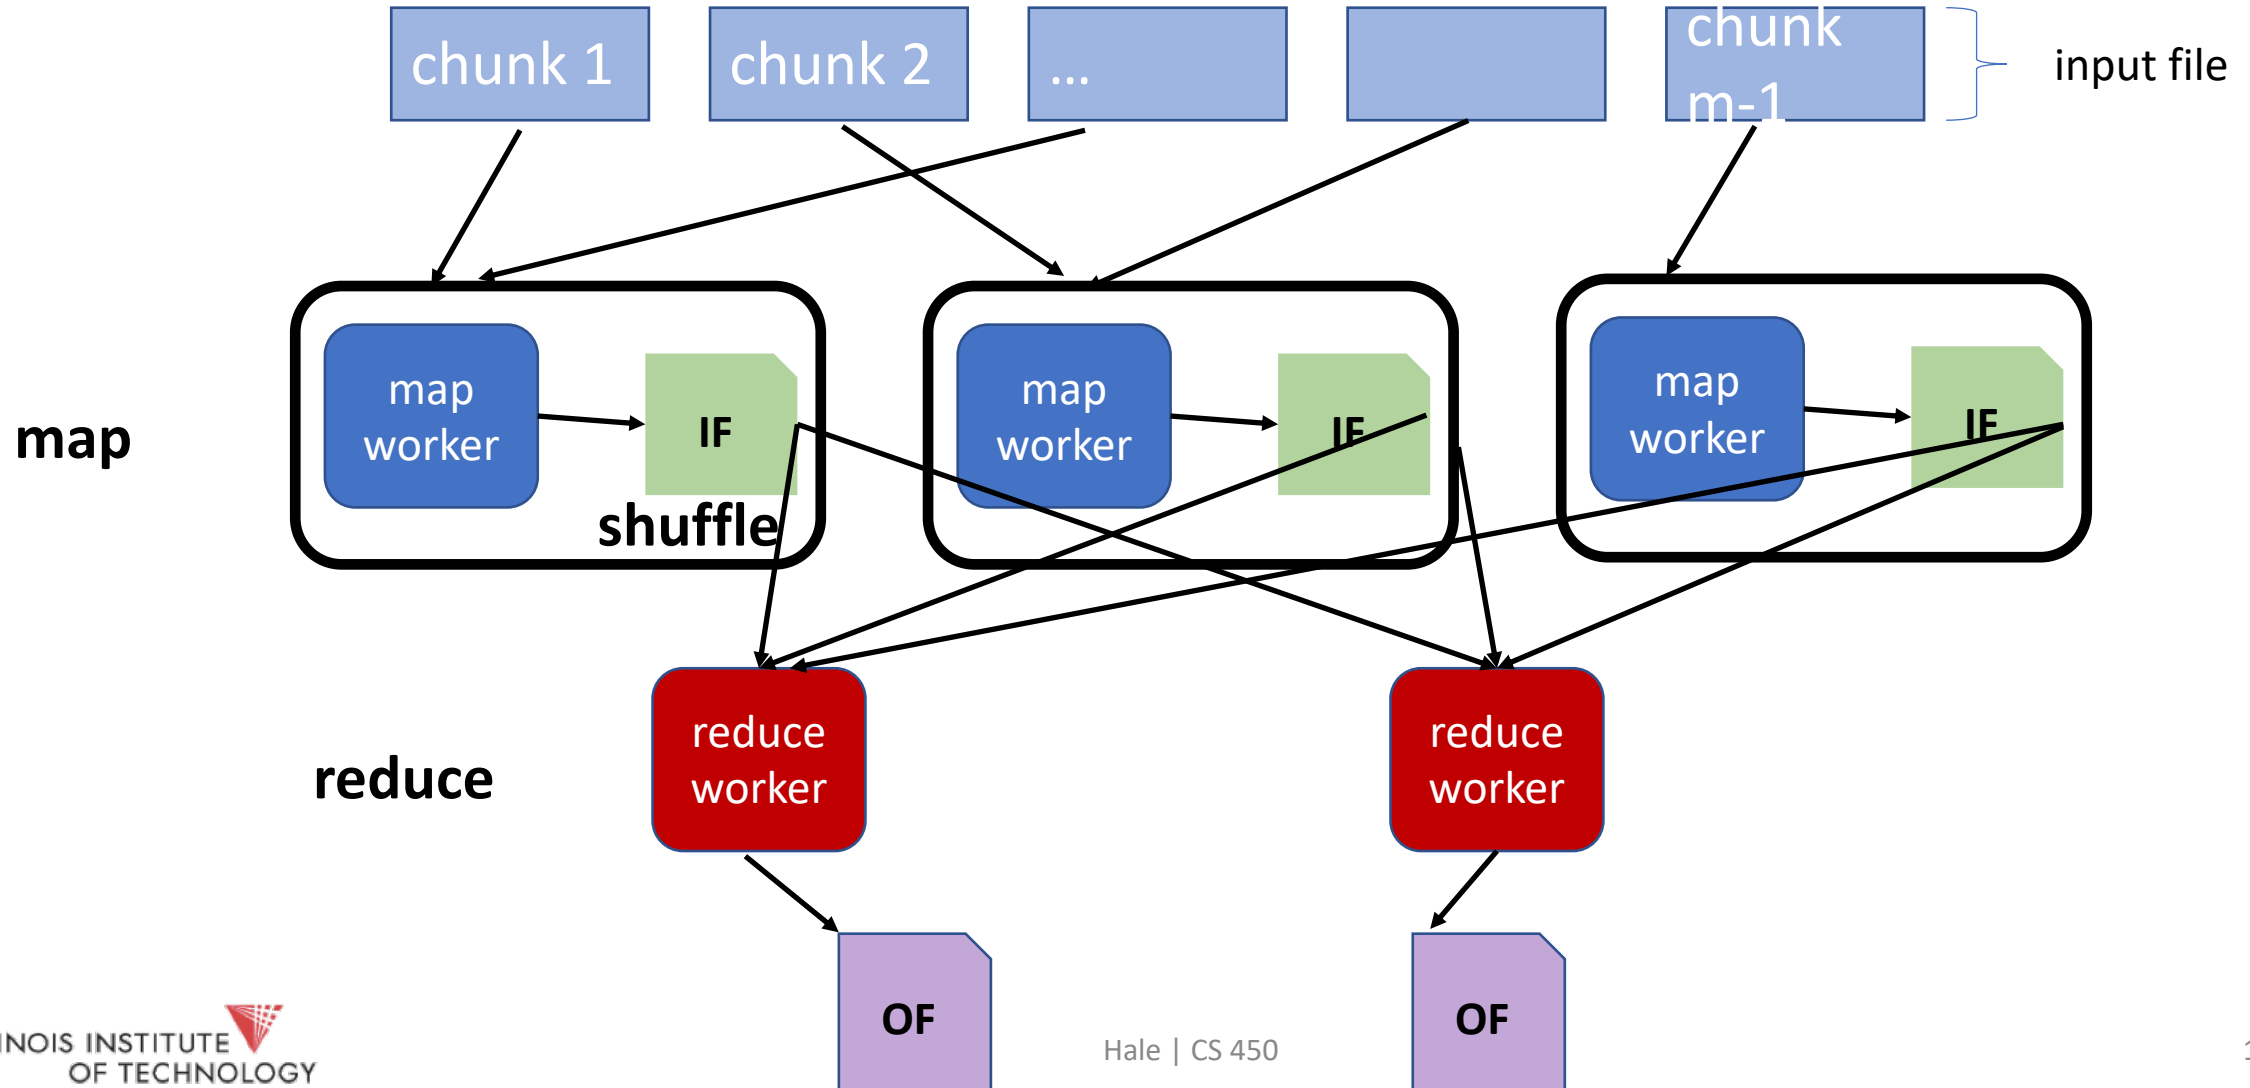 chunk 1
chunk 2
...
chunk
m-1
input file
map
map
worker
IF
map
worker
IF
map
worker
IF
shuffle
reduce
reduce
worker
reduce
worker
OF
OF
INOIS INSTITUTE
OF TECHNOLOGY
Hale | CS 450